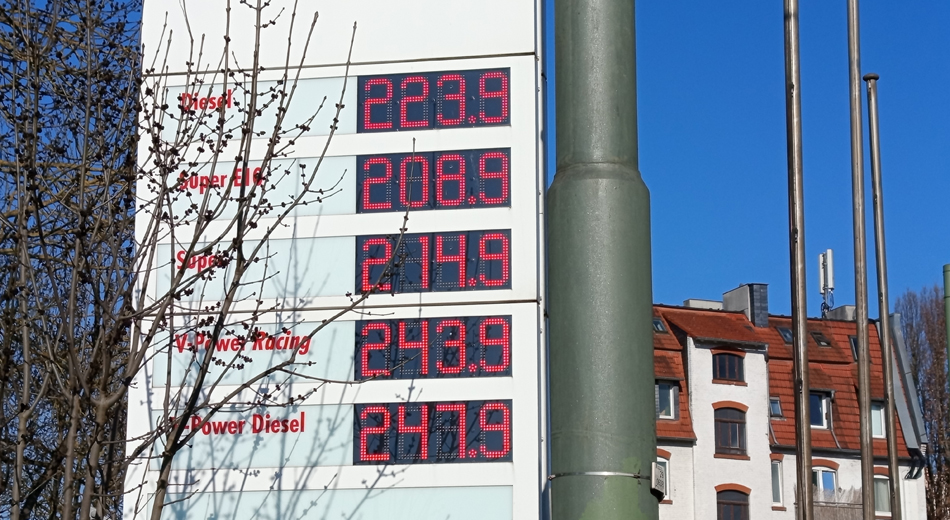 Diesel 223.9
Super E10 208.9
Super 214.9
V-Power Racing 243.9
V-Power Diesel 247.9